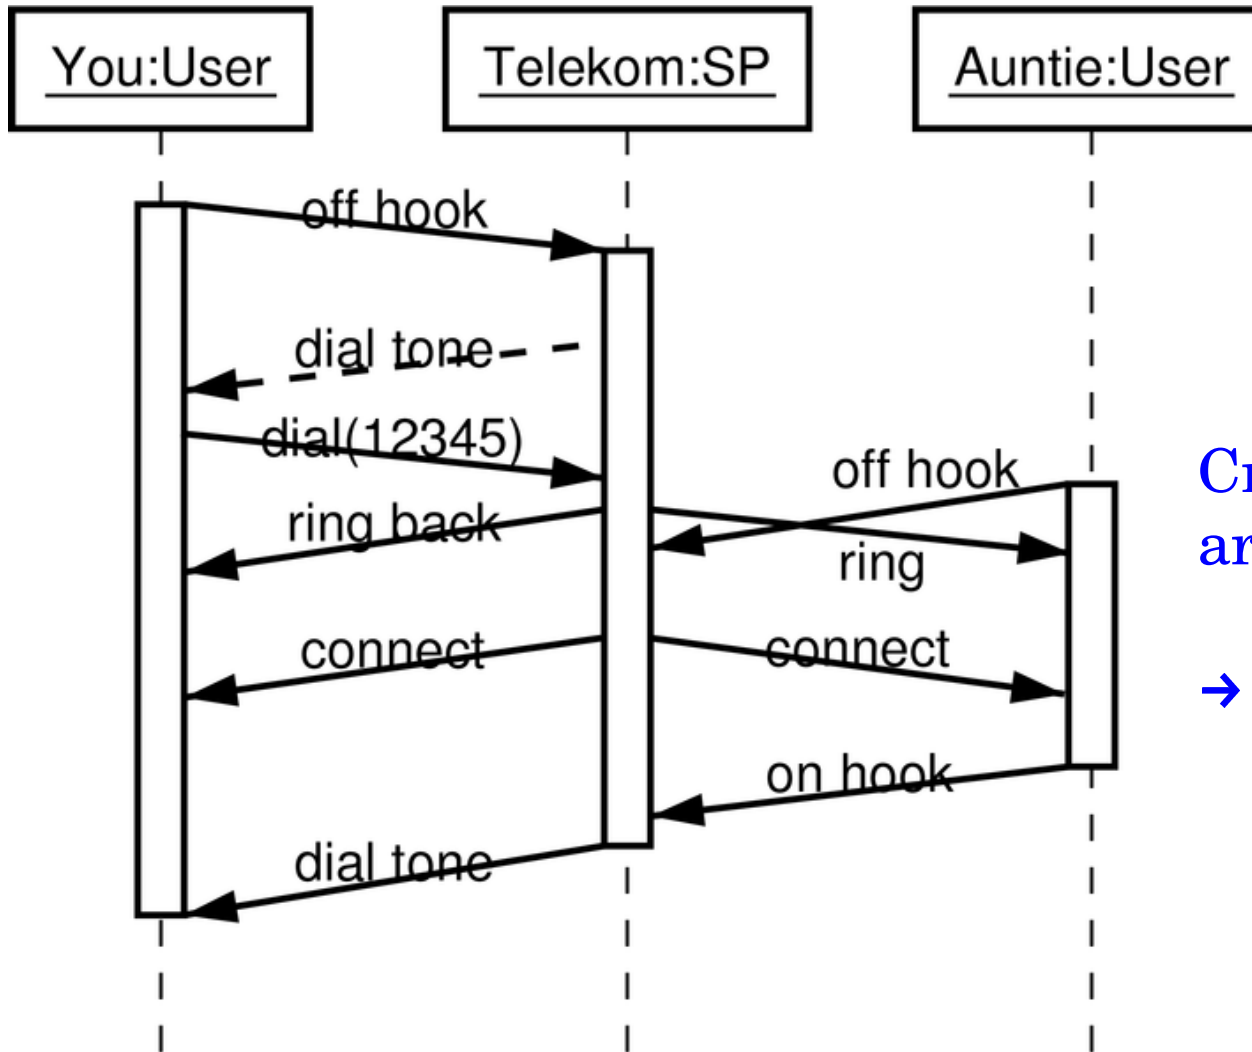 You:User
Telekom:SP
Auntie:User
off hook
dial tone
dial(12345)
off hook
ring back
ring
connect
connect
on hook
dial tone
→